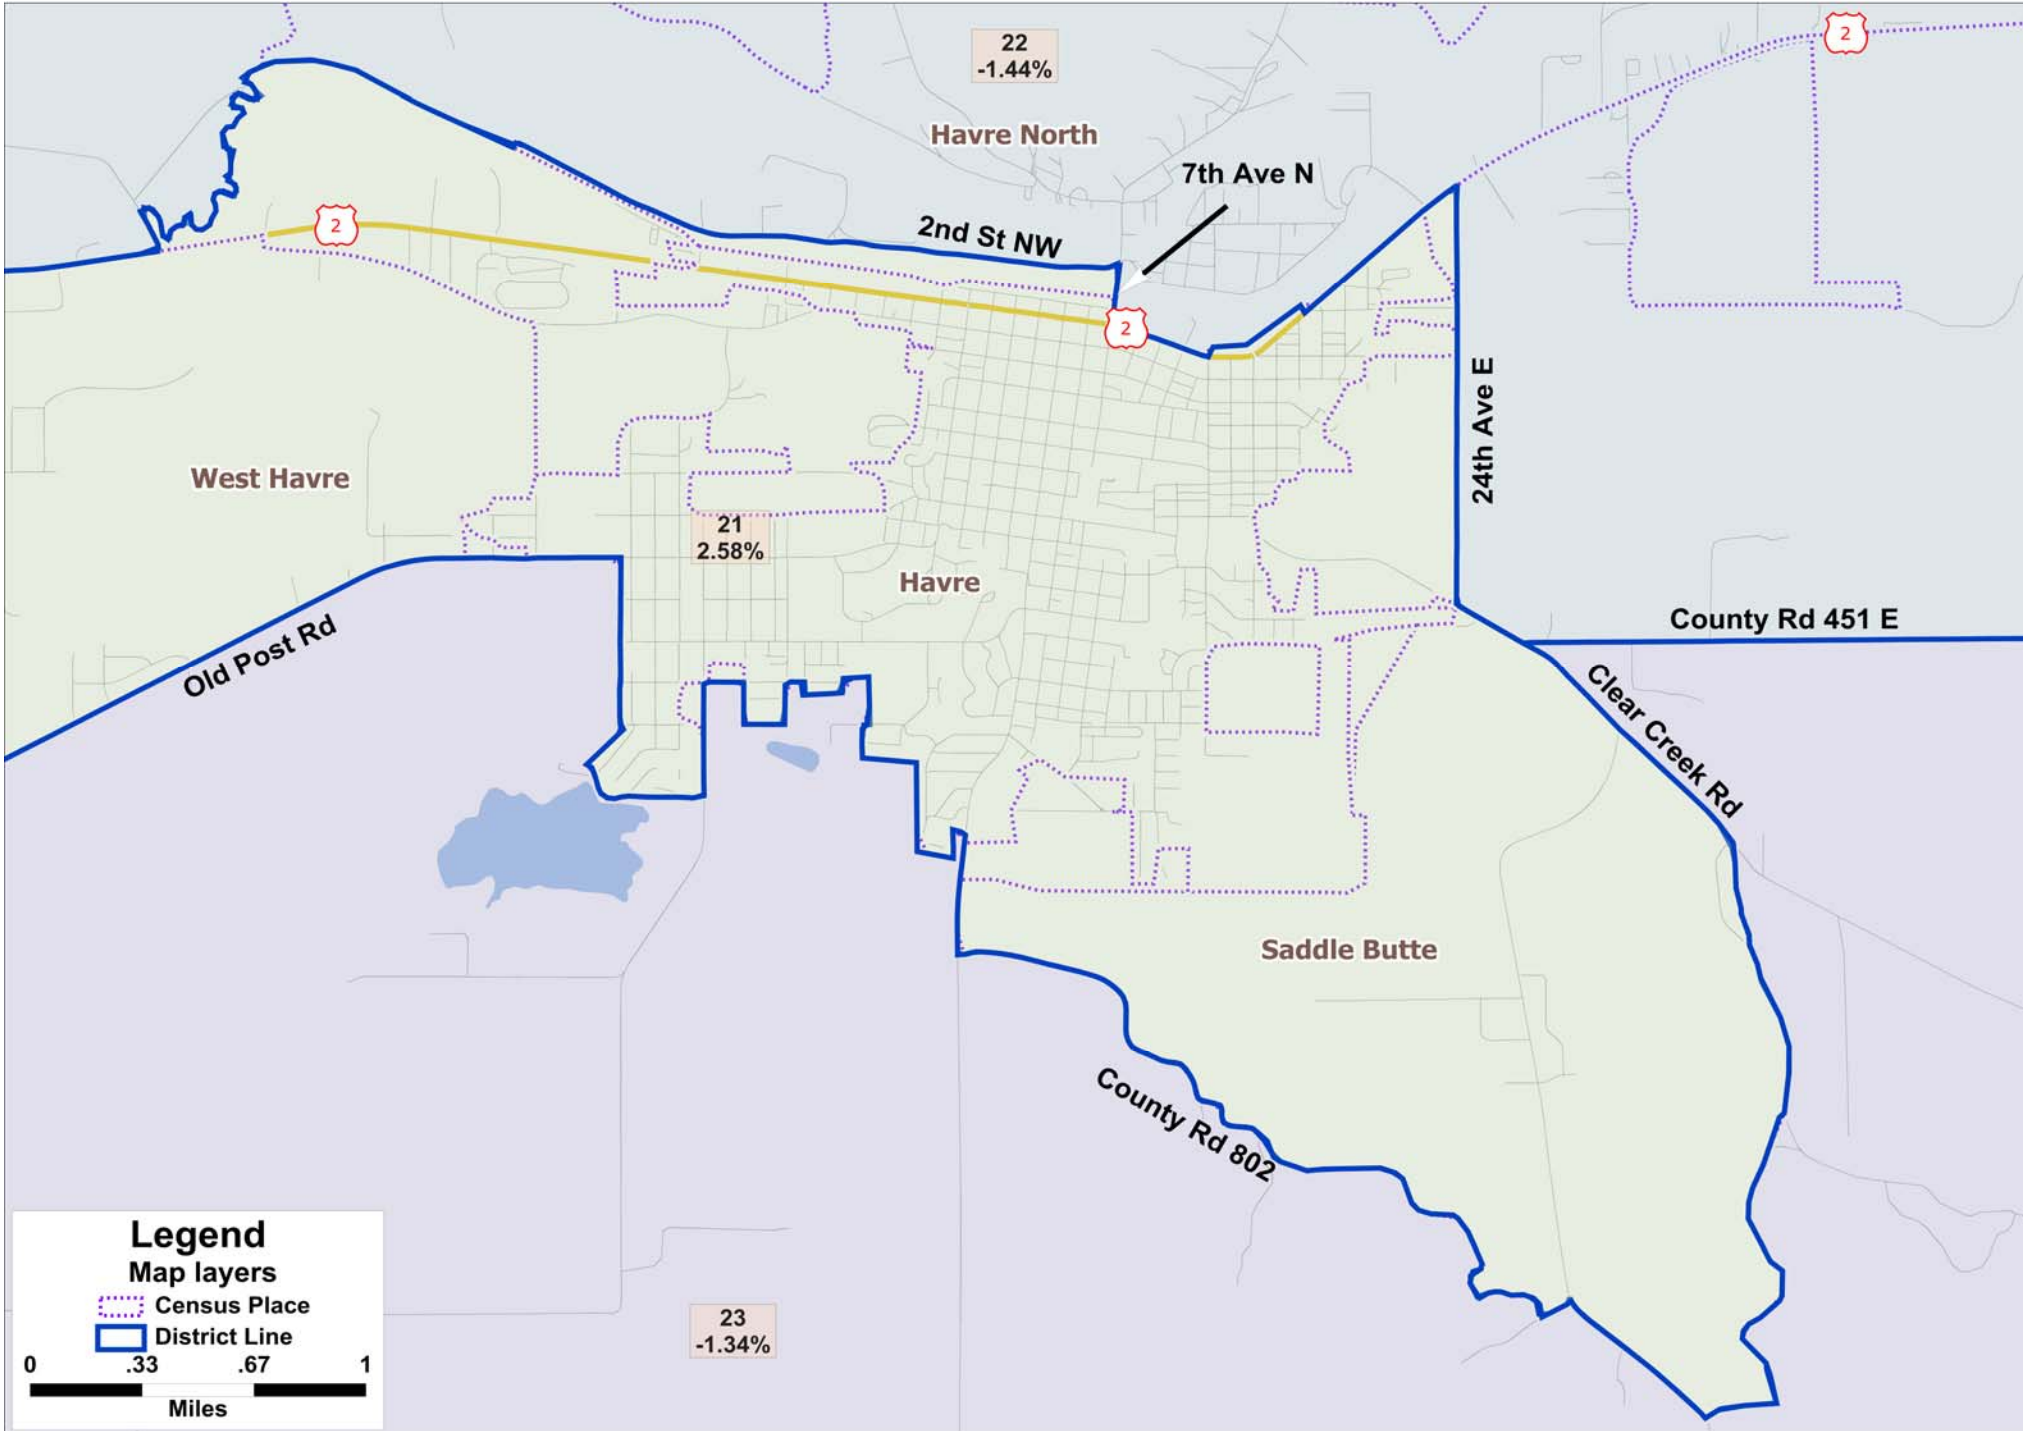 2
22
-1.44%
Havre North
7th Ave N
2
2nd St NW
2
24th Ave E
West Havre
21
2.58%
Havre
County Rd 451 E
Old Post Rd
Clear Creek Rd
Saddle Butte
County Rd 802
23
-1.34%
Legend
Map layers
Census Place
District Line
0 .33 .67 1
Miles